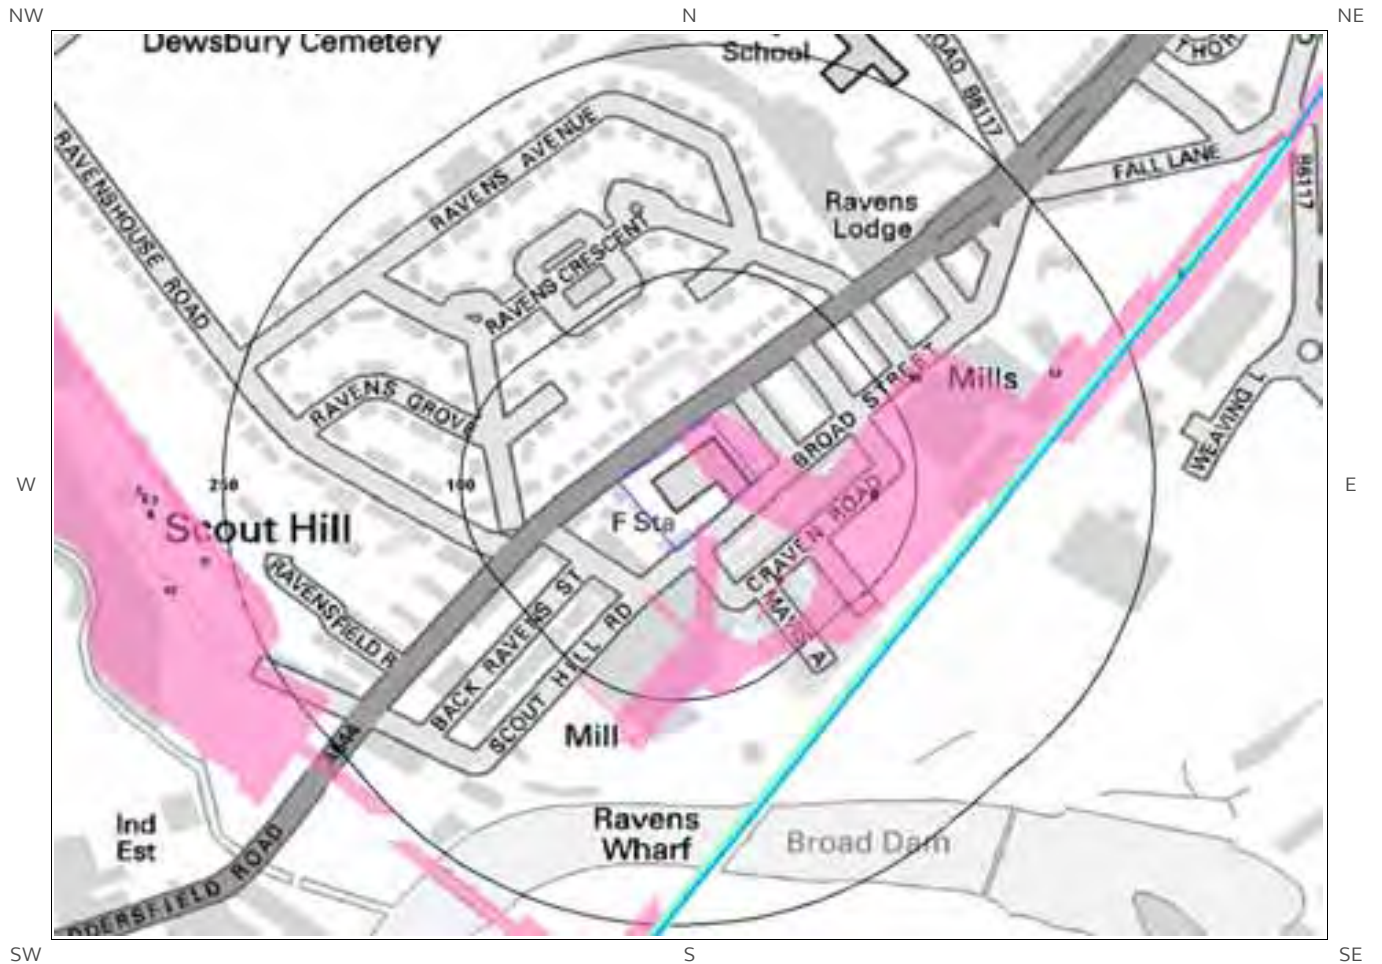 NW
N
NE
Dewsbury Cemetery
School
ROAD B6117
FALL LANE
B6117
RAVENSHOUSE ROAD
RAVENS AVENUE
Ravens
Lodge
RAVENS CRESCENT
RAVENS GROVE
Mills
BROAD STREET
WEAVING L
W
250
100
E
Scout Hill
F Sta
CRAVEN ROAD
RAVENSFIELD R
BACK RAVENS ST
SCOUT HILL RD
Mill
Ind
Est
Ravens
Wharf
Broad Dam
DDERSFIELD ROAD
SW
S
SE